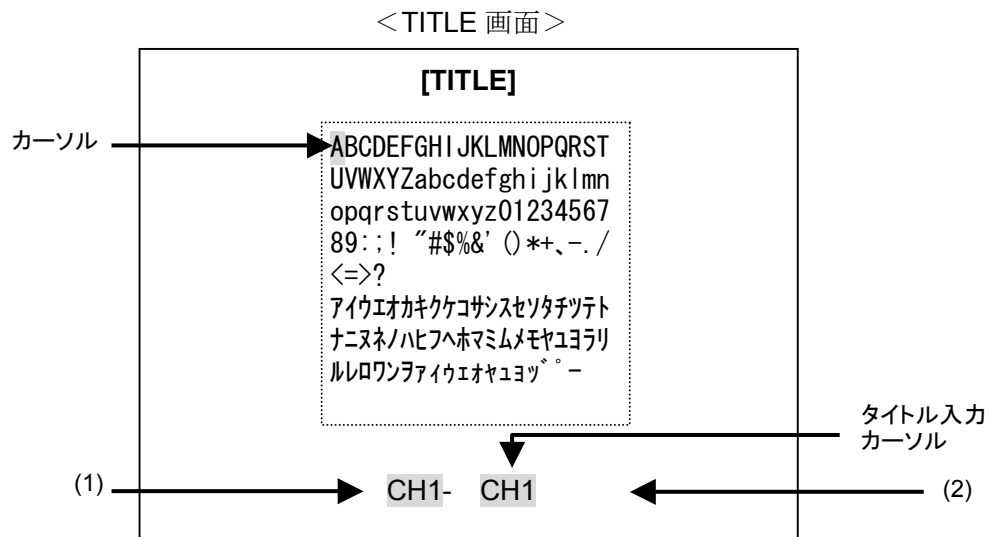 ＜TITLE 画面＞
[TITLE]
カーソル
ABCDEFGHIJKLMNOPQRST
UVWXYZabcdefghijklmn
opqrstuvwxyz01234567
89:;! ″#$%&' ()*+、-./
<=>?
ｱｲｳｴｵｶｷｸｹｺｻｼｽｾｿﾀﾁﾂﾃﾄ
ﾅﾆﾇﾈﾉﾊﾋﾌﾍﾎﾏﾐﾑﾒﾓﾔﾕﾖﾗﾘ
ﾙﾚﾛﾜﾝｦｧｨｩｪｫｬｭｮｯﾞﾟｰ
タイトル入力
カーソル
(1) CH1- CH1 (2)